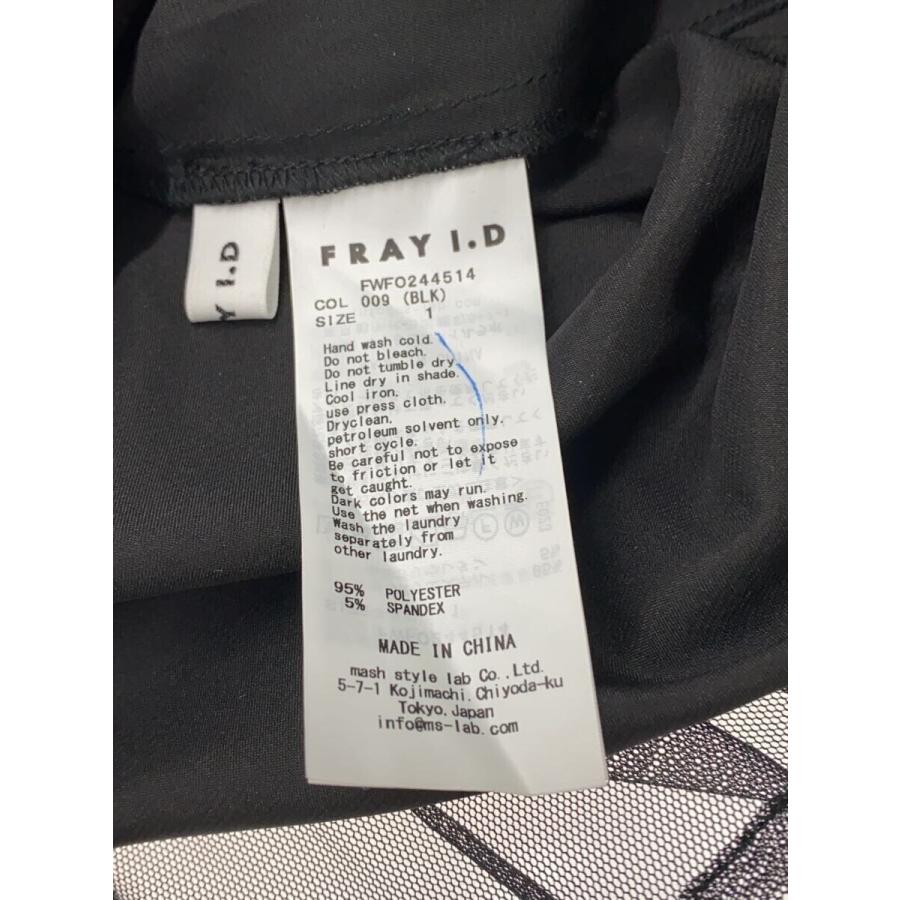 FRAY I.D
Y I.D
FWFO244514
COL 009 (BLK)
SIZE 1
Hand wash cold.
Do not bleach.
Do not tumble dry.
Line dry in shade.
Cool iron.
use press cloth.
Dryclean.
petroleum solvent only.
short cycle.
Be careful not to expose
to friction or let it
get caught.
Dark colors may run.
Use the net when washing.
Wash the laundry
separately from
other laundry.
95% POLYESTER
5% SPANDEX
MADE IN CHINA
mash style lab Co.,Ltd.
5-7-1 Kojimachi,Chiyoda-ku
Tokyo,Japan
info@ms-lab.com